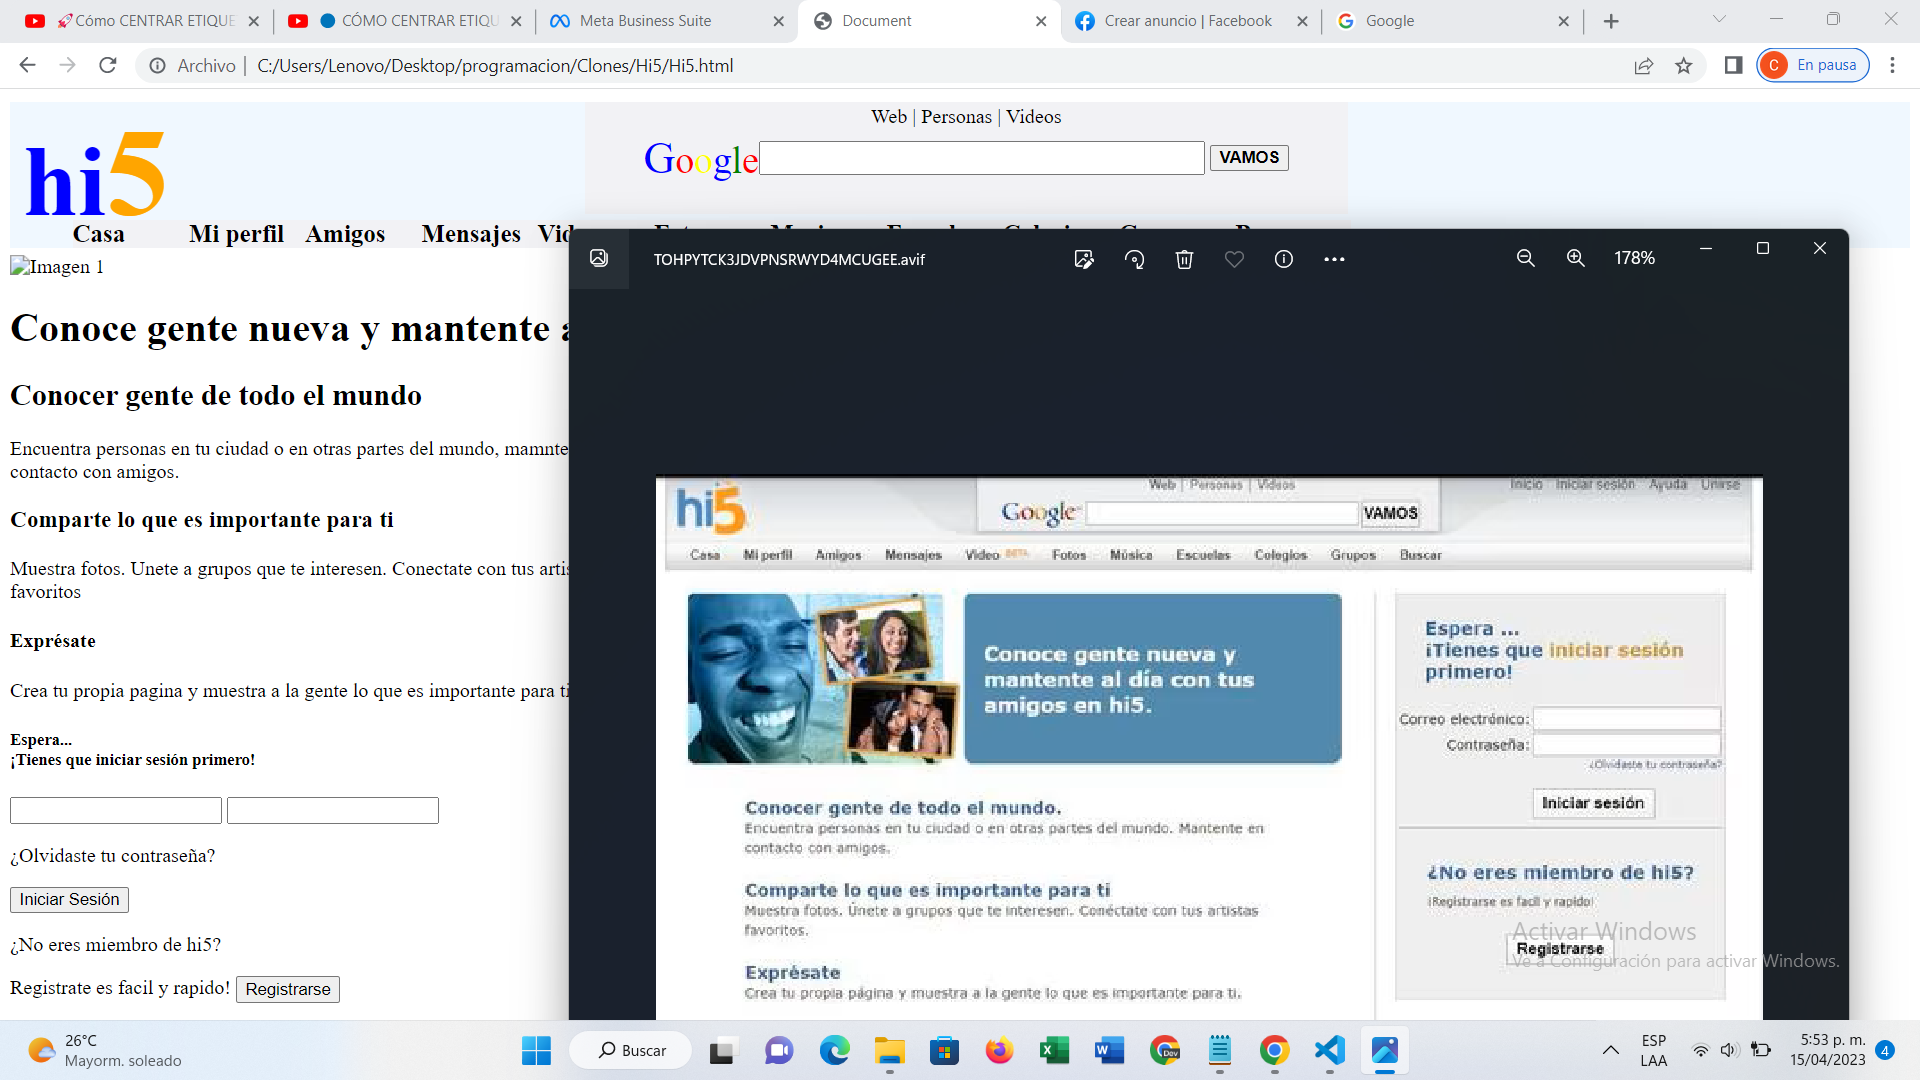 🚀Cómo CENTRAR ETIQUE
CÓMO CENTRAR ETIQU
Meta Business Suite
Document
Crear anuncio | Facebook
Google
Archivo
C:/Users/Lenovo/Desktop/programacion/Clones/Hi5/Hi5.html
C
En pausa
Web | Personas | Videos
hi5
Google
VAMOS
Casa Mi perfil Amigos Mensajes
Imagen 1
Conoce gente nueva y mantente
Conocer gente de todo el mundo
Encuentra personas en tu ciudad o en otras partes del mundo, mamnte
contacto con amigos.
Comparte lo que es importante para ti
Muestra fotos. Unete a grupos que te interesen. Conectate con tus artis
favoritos
Exprésate
Crea tu propia pagina y muestra a la gente lo que es importante para ti
Espera...
¡Tienes que iniciar sesión primero!
¿Olvidaste tu contraseña?
Iniciar Sesión
¿No eres miembro de hi5?
Registrate es facil y rapido! Registrarse
TOHPYTCK3JDVPNSRWYD4MCUGEE.avif
178%
hi5
Web | Personas | Videos
Inicio Iniciar sesión Ayuda Unirse
Google
VAMOS
Casa Mi perfil Amigos Mensajes Video BETA Fotos Música Escuelas Colegios Grupos Buscar
Conoce gente nueva y
mantente al día con tus
amigos en hi5.
Espera ...
¡Tienes que iniciar sesión
primero!
Correo electrónico:
Contraseña:
¿Olvidaste tu contraseña?
Iniciar sesión
Conocer gente de todo el mundo.
Encuentra personas en tu ciudad o en otras partes del mundo. Mantente en
contacto con amigos.
Comparte lo que es importante para ti
Muestra fotos. Únete a grupos que te interesen. Conéctate con tus artistas
favoritos.
Exprésate
Crea tu propia página y muestra a la gente lo que es importante para ti.
¿No eres miembro de hi5?
¡Registrarse es facil y rapido!
Registrarse
Activar Windows
Ve a Configuración para activar Windows.
26°C
Mayorm. soleado
Buscar
Dev
ESP
LAA
5:53 p. m.
15/04/2023
4